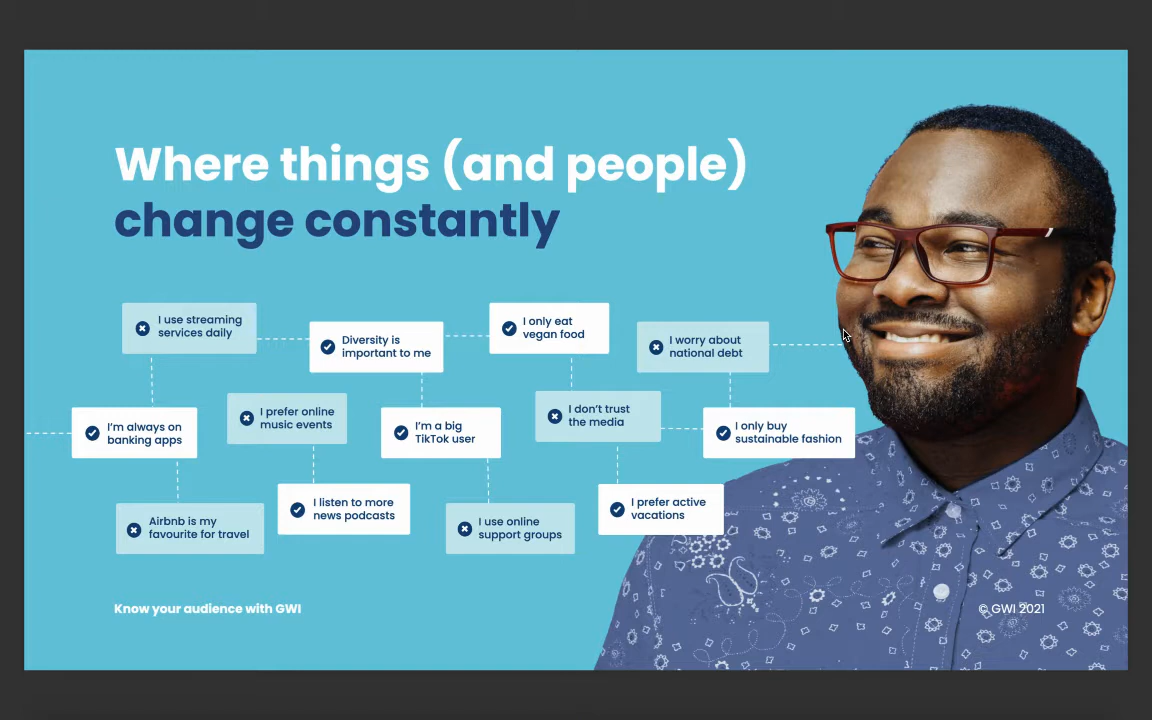 Where things (and people)
change constantly
I use streaming
services daily
Diversity is
important to me
I only eat
vegan food
I worry about
national debt
I'm always on
banking apps
I prefer online
music events
I'm a big
TikTok user
I don't trust
the media
I only buy
sustainable fashion
Airbnb is my
favourite for travel
I listen to more
news podcasts
I use online
support groups
I prefer active
vacations
Know your audience with GWI
© GWI 2021